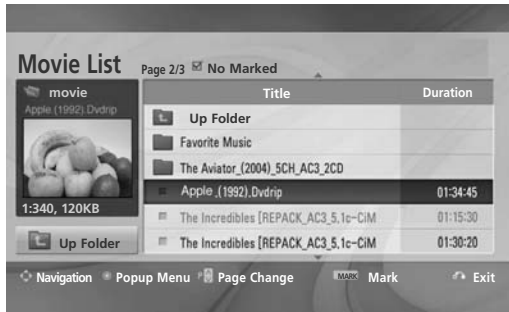 Movie List Page 2/3 No Marked
movie
Apple.(1992).Dvdrip
1:340, 120KB
Up Folder
Title Duration
Up Folder
Favorite Music
The Aviator_(2004)_5CH_AC3_2CD
Apple .(1992).Dvdrip 01:34:45
The Incredibles [REPACK_AC3_5.1c-CiM 01:15:30
The Incredibles [REPACK_AC3_5.1c-CiM 01:30:20
Navigation Popup Menu Page Change MARK Mark Exit